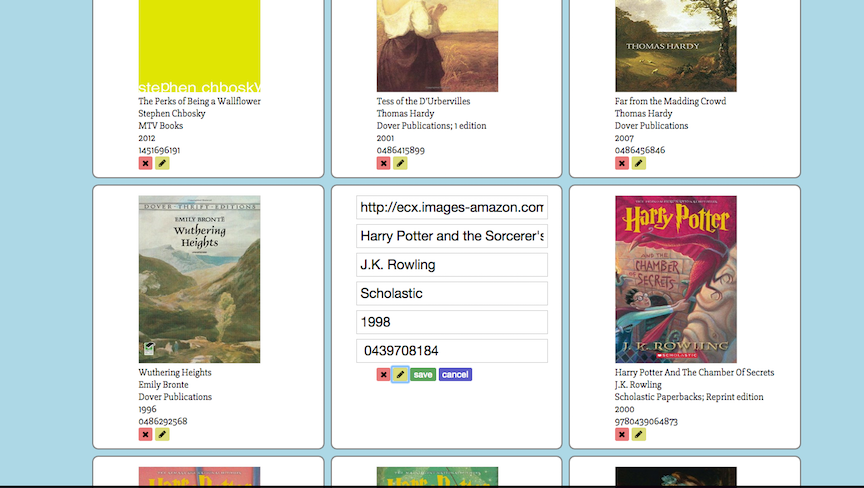 stephen chbosky
The Perks of Being a Wallflower
Stephen Chbosky
MTV Books
2012
1451696191
Tess of the D'Urbervilles
Thomas Hardy
Dover Publications; 1 edition
2001
0486415899
THOMAS HARDY
Far from the Madding Crowd
Thomas Hardy
Dover Publications
2007
0486456846
DOVER · THRIFT · EDITIONS
EMILY BRONTË
Wuthering
Heights
Wuthering Heights
Emily Bronte
Dover Publications
1996
0486292568
http://ecx.images-amazon.com
Harry Potter and the Sorcerer's
J.K. Rowling
Scholastic
1998
0439708184
save
cancel
Harry Potter
AND THE
CHAMBER
OF
SECRETS
J. K. ROWLING
SCHOLASTIC
Harry Potter And The Chamber Of Secrets
J.K. Rowling
Scholastic Paperbacks; Reprint edition
2000
9780439064873
Harry Potter
Harry Potter